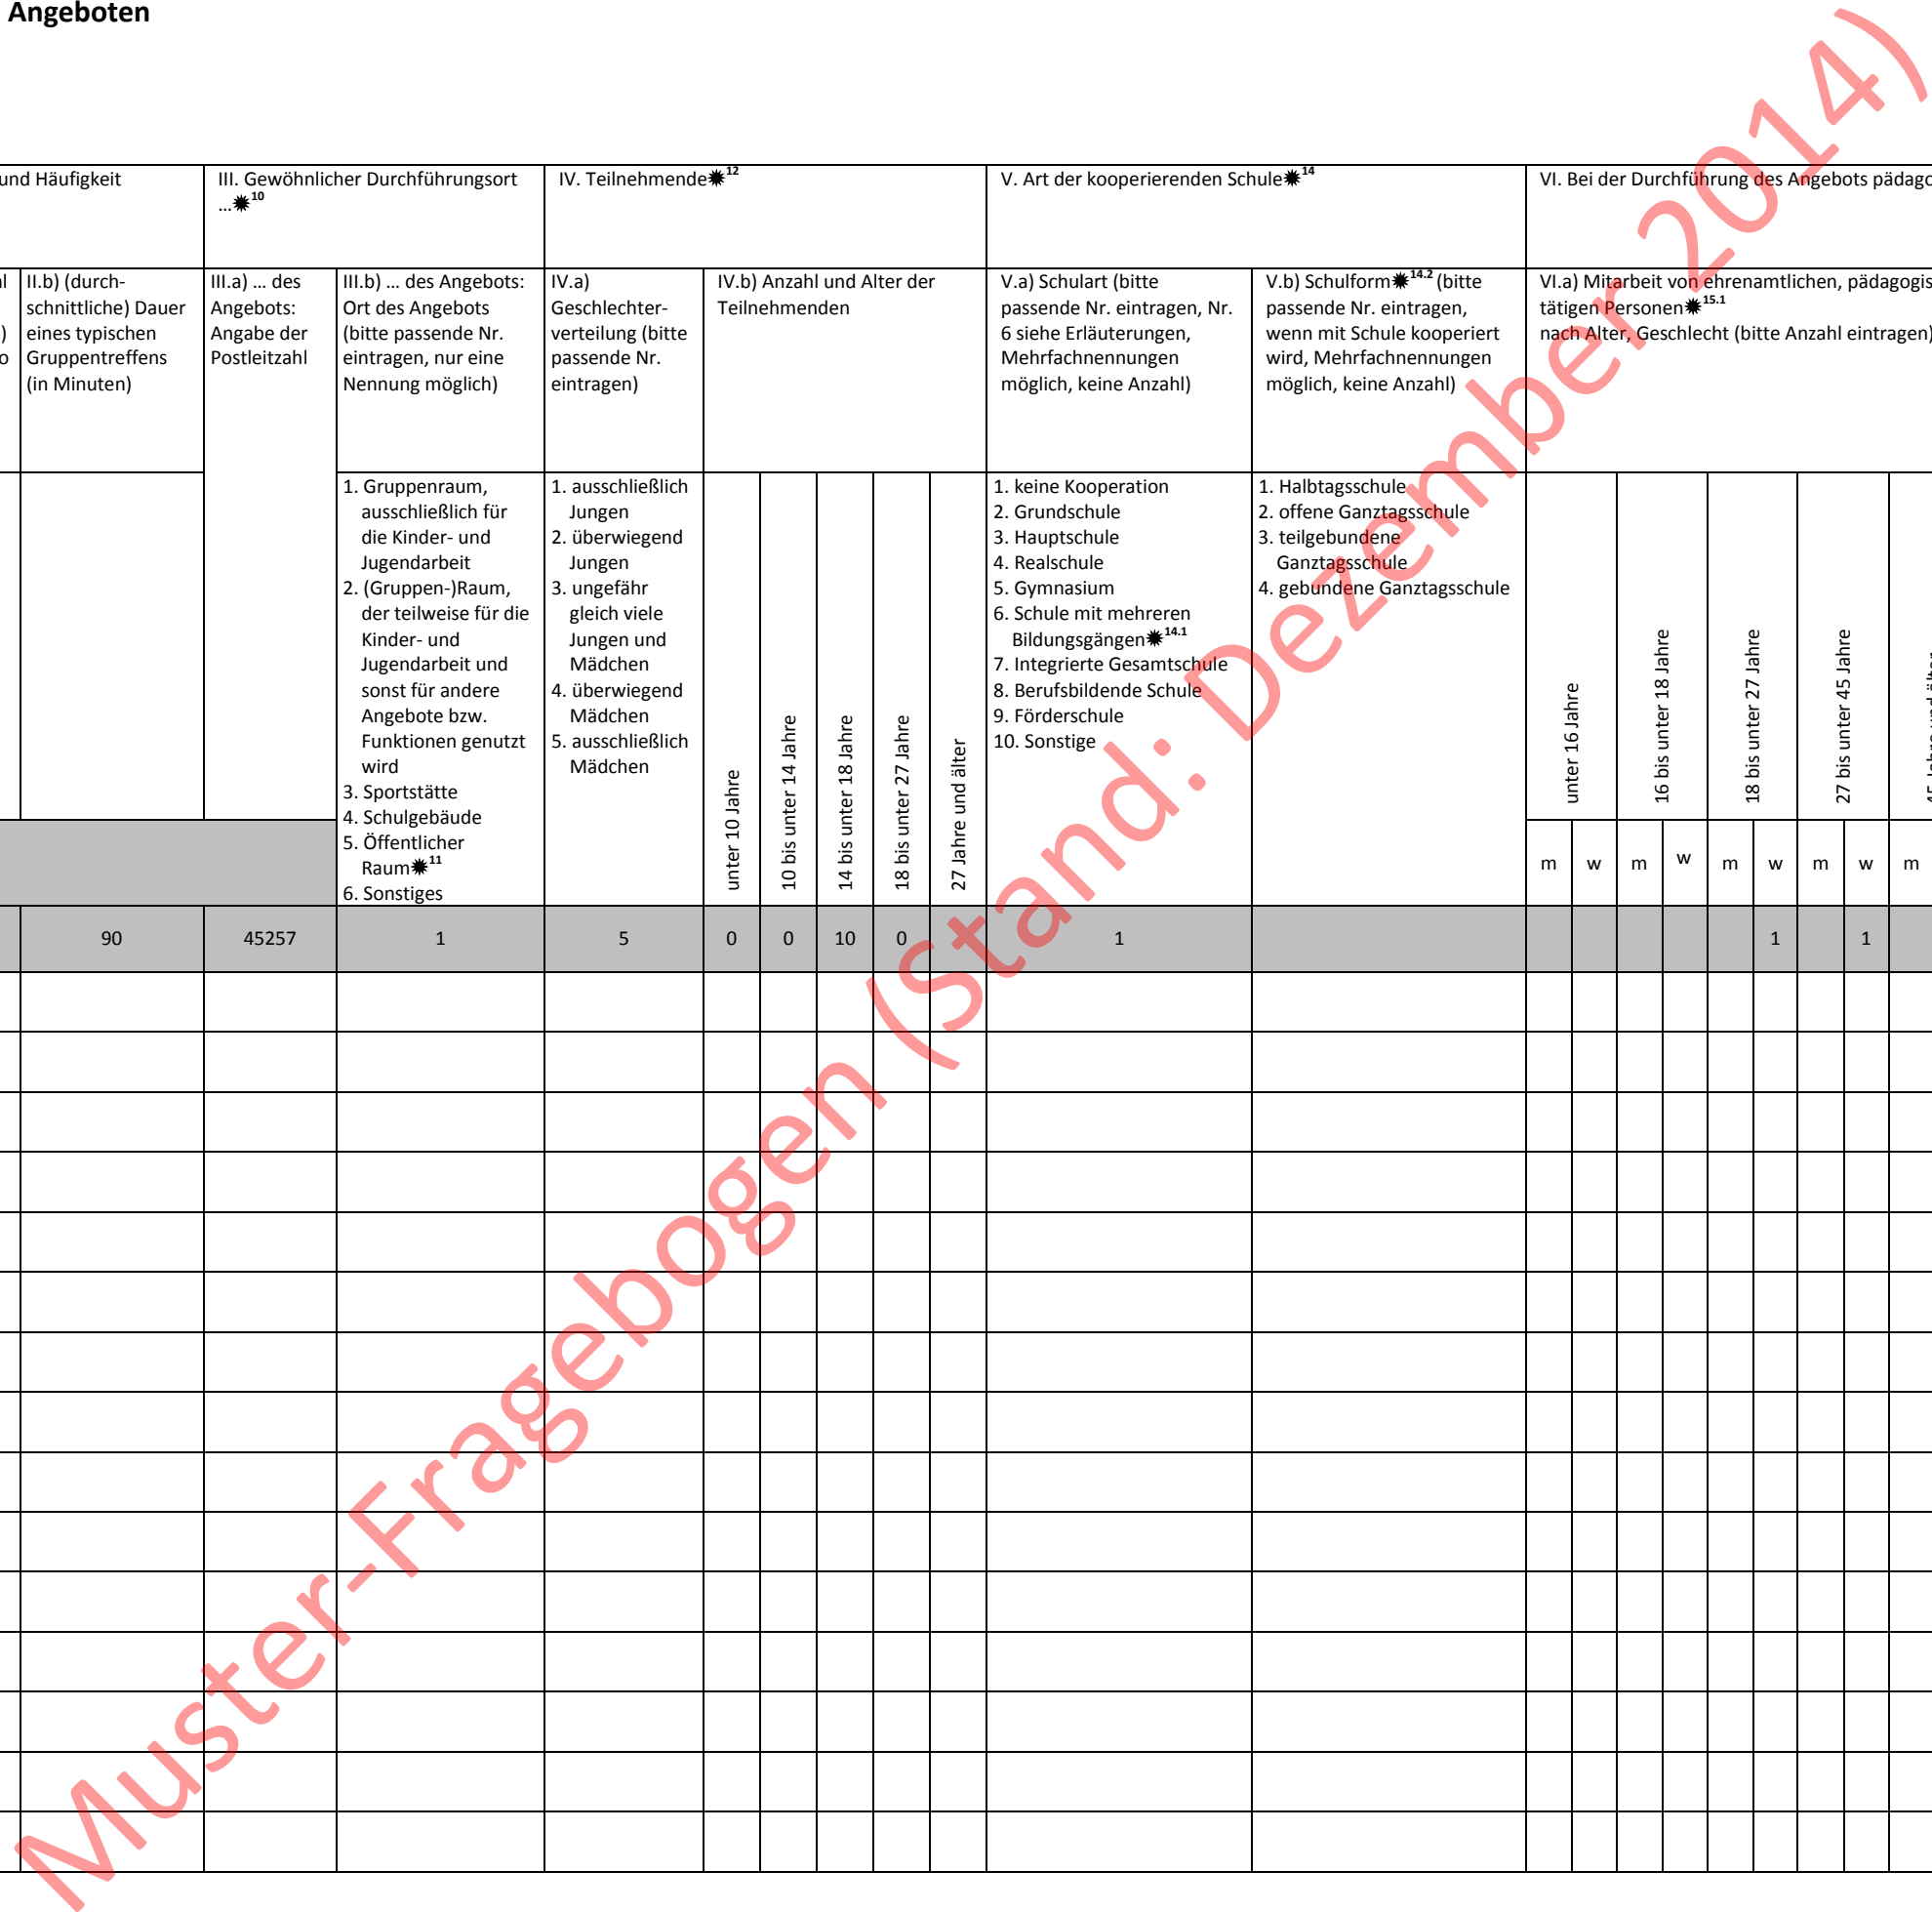 Angeboten
und Häufigkeit
III. Gewöhnlicher Durchführungsort
...✹10
IV. Teilnehmende✹12
V. Art der kooperierenden Schule✹14
VI. Bei der Durchführung des Angebots pädago
II.b) (durch-
schnittliche) Dauer
eines typischen
Gruppentreffens
(in Minuten)
III.a) ... des
Angebots:
Angabe der
Postleitzahl
III.b) ... des Angebots:
Ort des Angebots
(bitte passende Nr.
eintragen, nur eine
Nennung möglich)
IV.a)
Geschlechter-
verteilung (bitte
passende Nr.
eintragen)
IV.b) Anzahl und Alter der
Teilnehmenden
V.a) Schulart (bitte
passende Nr. eintragen, Nr.
6 siehe Erläuterungen,
Mehrfachnennungen
möglich, keine Anzahl)
V.b) Schulform✹14.2 (bitte
passende Nr. eintragen,
wenn mit Schule kooperiert
wird, Mehrfachnennungen
möglich, keine Anzahl)
VI.a) Mitarbeit von ehrenamtlichen, pädagogis
tätigen Personen✹15.1
nach Alter, Geschlecht (bitte Anzahl eintragen)
1. Gruppenraum,
ausschließlich für
die Kinder- und
Jugendarbeit
2. (Gruppen-)Raum,
der teilweise für die
Kinder- und
Jugendarbeit und
sonst für andere
Angebote bzw.
Funktionen genutzt
wird
3. Sportstätte
4. Schulgebäude
5. Öffentlicher
Raum✹11
6. Sonstiges
1. ausschließlich
Jungen
2. überwiegend
Jungen
3. ungefähr
gleich viele
Jungen und
Mädchen
4. überwiegend
Mädchen
5. ausschließlich
Mädchen
unter 10 Jahre
10 bis unter 14 Jahre
14 bis unter 18 Jahre
18 bis unter 27 Jahre
27 Jahre und älter
1. keine Kooperation
2. Grundschule
3. Hauptschule
4. Realschule
5. Gymnasium
6. Schule mit mehreren
Bildungsgängen✹14.1
7. Integrierte Gesamtschule
8. Berufsbildende Schule
9. Förderschule
10. Sonstige
1. Halbtagsschule
2. offene Ganztagsschule
3. teilgebundene
Ganztagsschule
4. gebundene Ganztagsschule
unter 16 Jahre
16 bis unter 18 Jahre
18 bis unter 27 Jahre
27 bis unter 45 Jahre
45 Jahre und älter
m w m w m w m w m
90 45257 1 5 0 0 10 0 1 1 1
Muster-Fragebogen (Stand: Dezember 2014)